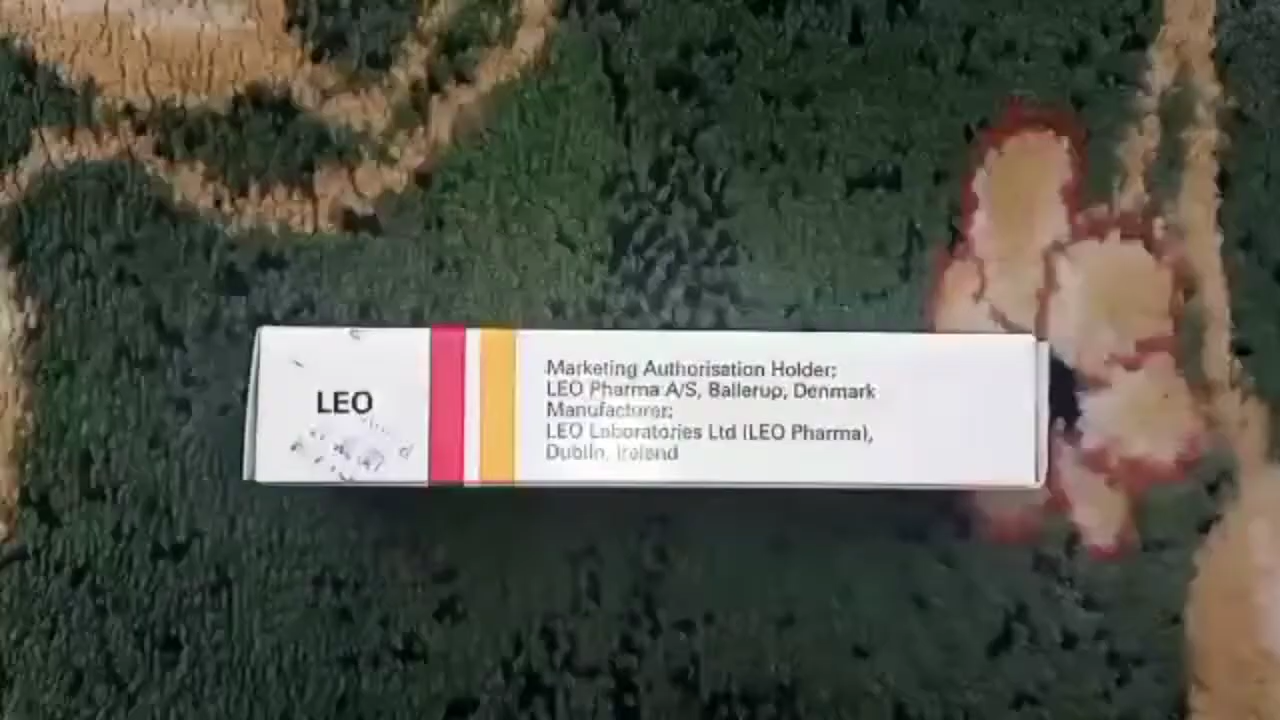 LEO
Marketing Authorisation Holder:
LEO Pharma A/S, Ballerup, Denmark
Manufacturer:
LEO Laboratories Ltd (LEO Pharma),
Dublin, Ireland